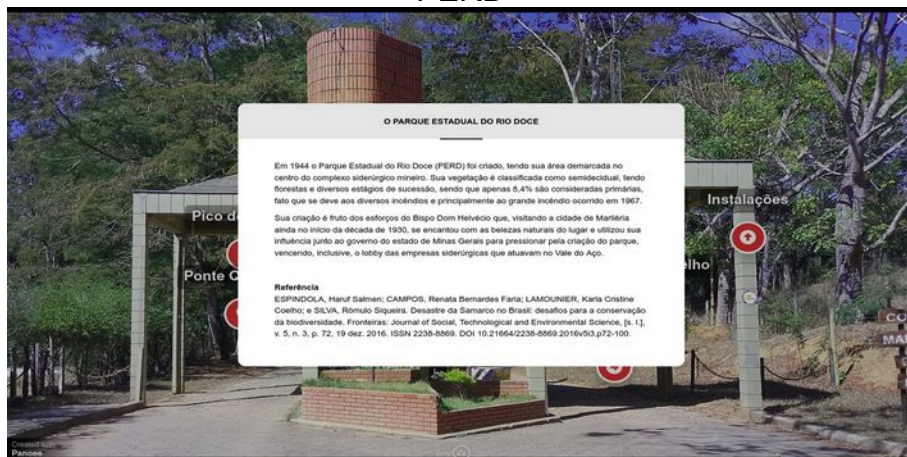 O PARQUE ESTADUAL DO RIO DOCE
Em 1944 o Parque Estadual do Rio Doce (PERD) foi criado, tendo sua área demarcada no
centro do complexo siderúrgico mineiro. Sua vegetação é classificada como semidecidual, tendo
florestas e diversos estágios de sucessão, sendo que apenas 8,4% são consideradas primárias,
fato que se deve aos diversos incêndios e principalmente ao grande incêndio ocorrido em 1967.
Sua criação é fruto dos esforços do Bispo Dom Helvécio que, visitando a cidade de Marliéria
ainda no início da década de 1930, se encantou com as belezas naturais do lugar e utilizou sua
influência junto ao governo do estado de Minas Gerais para pressionar pela criação do parque,
vencendo, inclusive, o lobby das empresas siderúrgicas que atuavam no Vale do Aço.
Instalações
Pico d
Ponte
lho
Referência
ESPINDOLA, Haruf Salmen; CAMPOS, Renata Bernardes Faria; LAMOUNIER, Karla Cristine
Coelho; e SILVA, Rômulo Siqueira. Desastre da Samarco no Brasil: desafios para a conservação
da biodiversidade. Fronteiras: Journal of Social, Technological and Environmental Science, [s. l.],
v. 5, n. 3, p. 72, 19 dez. 2016. ISSN 2238-8869. DOI 10.21664/2238-8869.2016v5i3.p72-100.
CO
MA
Created with
Panoee